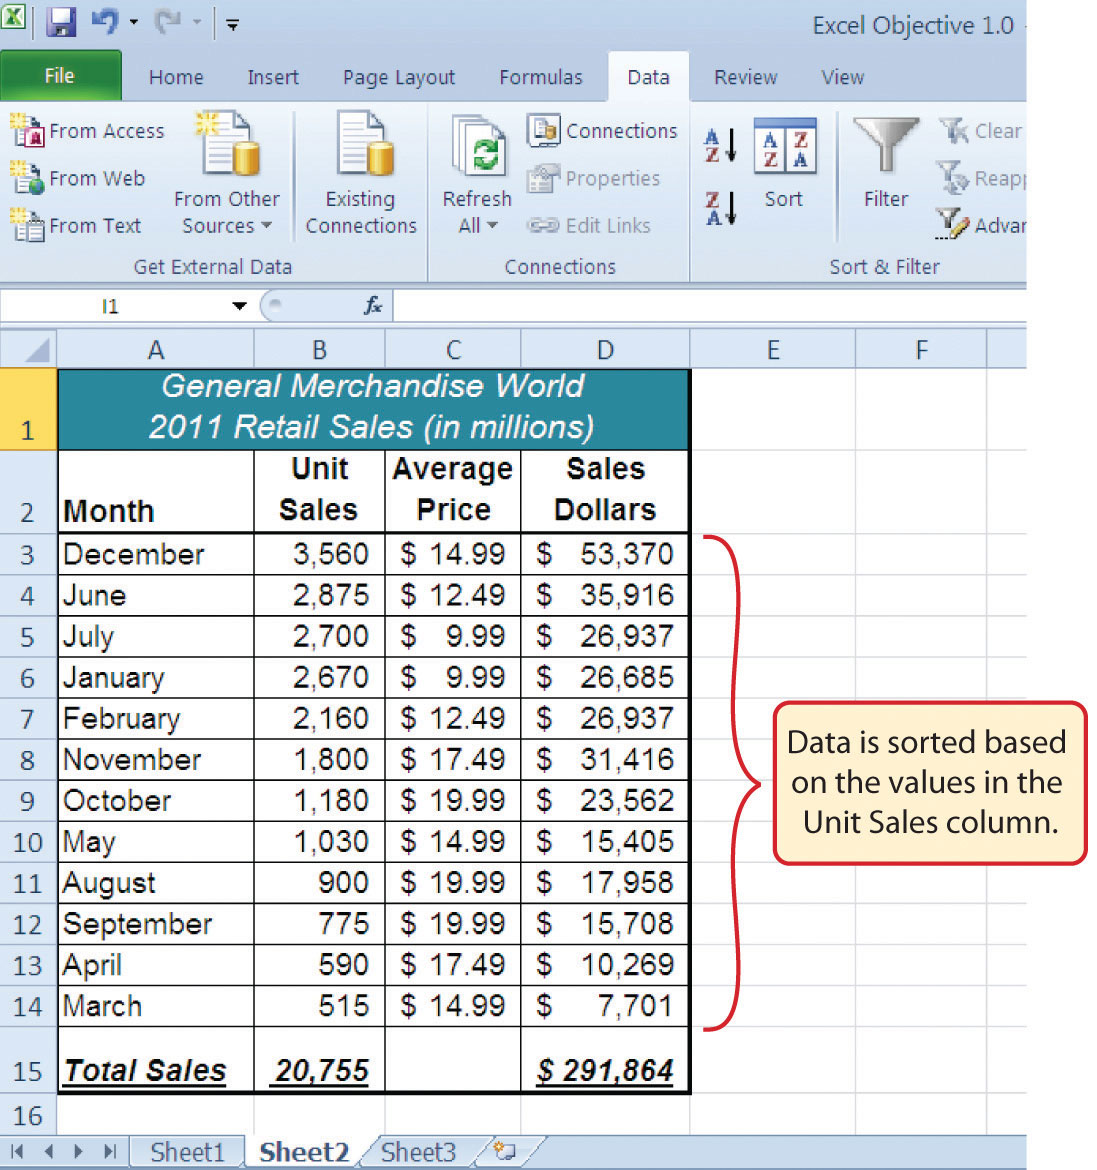 Excel Objective 1.0 -
File Home Insert Page Layout Formulas Data Review View
From Access
From Web
From Text
From Other
Sources
Existing
Connections
Get External Data
Refresh
All
Connections
Properties
Edit Links
Connections
A
Z
Z
A
A Z
Z A
Sort
Filter
Clear
Reapp
Advan
Sort & Filter
I1 fx
A B C D E F
1 General Merchandise World
2011 Retail Sales (in millions)
2 Month Unit Sales Average Price Sales Dollars
3 December 3,560 $ 14.99 $ 53,370
4 June 2,875 $ 12.49 $ 35,916
5 July 2,700 $ 9.99 $ 26,937
6 January 2,670 $ 9.99 $ 26,685
7 February 2,160 $ 12.49 $ 26,937
8 November 1,800 $ 17.49 $ 31,416
9 October 1,180 $ 19.99 $ 23,562
10 May 1,030 $ 14.99 $ 15,405
11 August 900 $ 19.99 $ 17,958
12 September 775 $ 19.99 $ 15,708
13 April 590 $ 17.49 $ 10,269
14 March 515 $ 14.99 $ 7,701
15 Total Sales 20,755 $ 291,864
16
Data is sorted based
on the values in the
Unit Sales column.
Sheet1 Sheet2 Sheet3